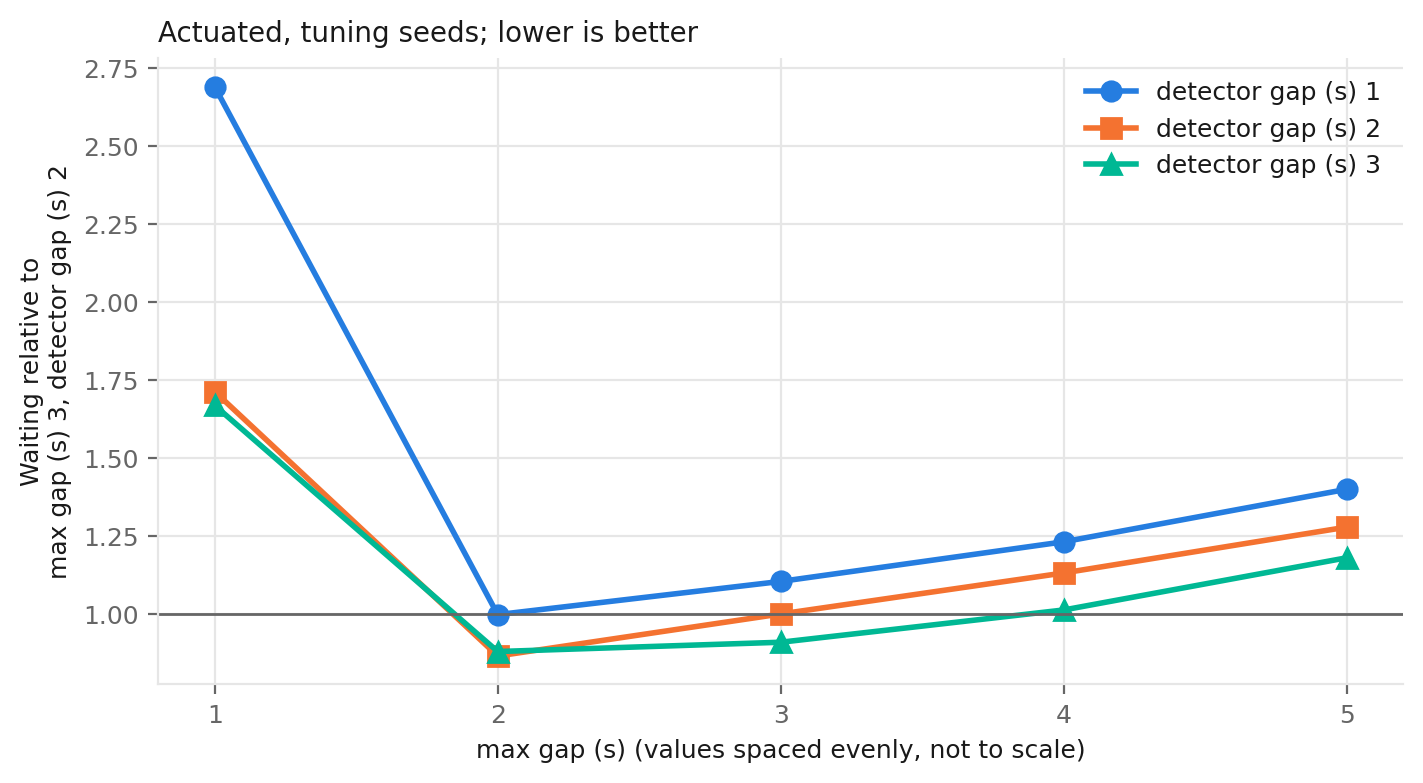 Actuated, tuning seeds; lower is better
Waiting relative to
max gap (s) 3, detector gap (s) 2
2.75
2.50
2.25
2.00
1.75
1.50
1.25
1.00
detector gap (s) 1
detector gap (s) 2
detector gap (s) 3
1 2 3 4 5
max gap (s) (values spaced evenly, not to scale)